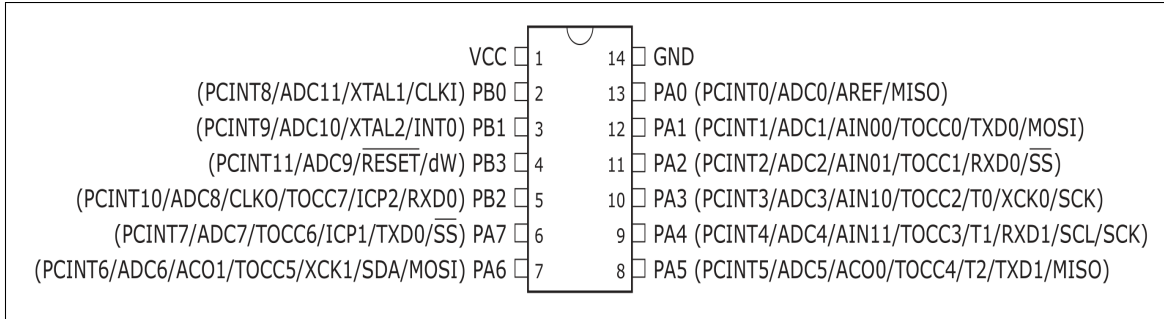 VCC 1 14 GND
(PCINT8/ADC11/XTAL1/CLKI) PB0 2 13 PA0 (PCINT0/ADC0/AREF/MISO)
(PCINT9/ADC10/XTAL2/INT0) PB1 3 12 PA1 (PCINT1/ADC1/AIN00/TOCC0/TXD0/MOSI)
(PCINT11/ADC9/RESET/dW) PB3 4 11 PA2 (PCINT2/ADC2/AIN01/TOCC1/RXD0/SS)
(PCINT10/ADC8/CLKO/TOCC7/ICP2/RXD0) PB2 5 10 PA3 (PCINT3/ADC3/AIN10/TOCC2/T0/XCK0/SCK)
(PCINT7/ADC7/TOCC6/ICP1/TXD0/SS) PA7 6 9 PA4 (PCINT4/ADC4/AIN11/TOCC3/T1/RXD1/SCL/SCK)
(PCINT6/ADC6/ACO1/TOCC5/XCK1/SDA/MOSI) PA6 7 8 PA5 (PCINT5/ADC5/ACO0/TOCC4/T2/TXD1/MISO)